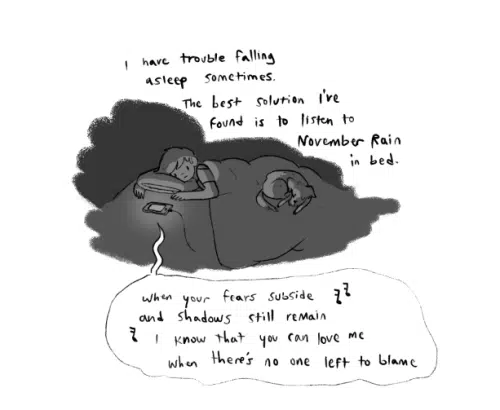 I have trouble falling
asleep sometimes.
The best solution I've
found is to listen to
November Rain
in bed.
when your fears subside zz
and shadows still remain
z I know that you can love me
when there's no one left to blame